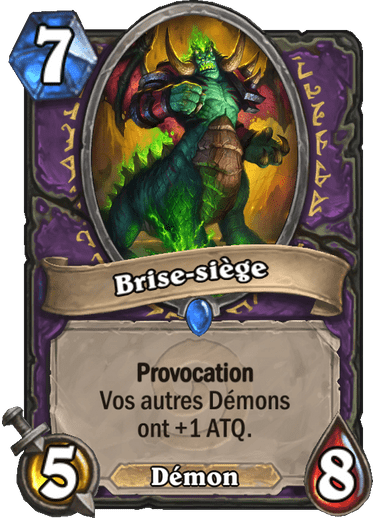 7
Brise-siège
Provocation
Vos autres Démons
ont +1 ATQ.
5
Démon
8